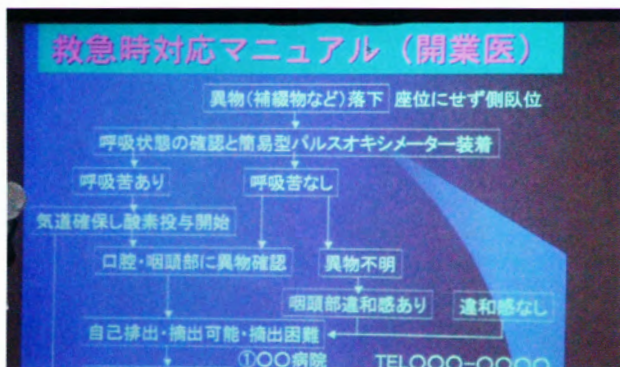 救急時対応マニュアル（開業医）
異物（補綴物など）落下 座位にせず側臥位
呼吸状態の確認と簡易型パルスオキシメーター装着
呼吸苦あり 呼吸苦なし
気道確保し酸素投与開始
口腔・咽頭部に異物確認 異物不明
咽頭部違和感あり 違和感なし
自己排出・摘出可能・摘出困難
①〇〇病院 TEL〇〇〇-〇〇〇〇